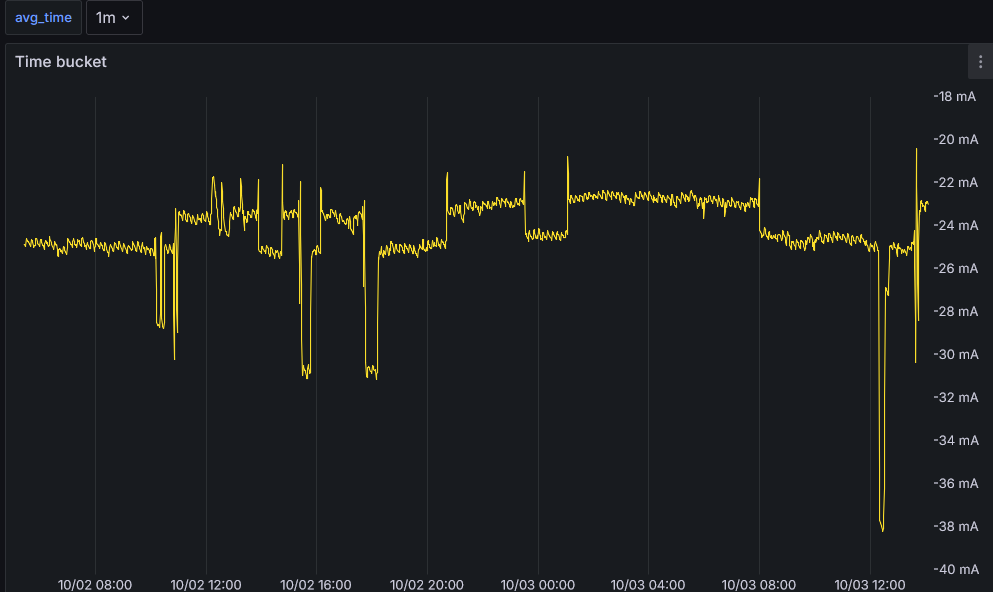 avg_time 1m
Time bucket
-18 mA
-20 mA
-22 mA
-24 mA
-26 mA
-28 mA
-30 mA
-32 mA
-34 mA
-36 mA
-38 mA
-40 mA
10/02 08:00 10/02 12:00 10/02 16:00 10/02 20:00 10/03 00:00 10/03 04:00 10/03 08:00 10/03 12:00